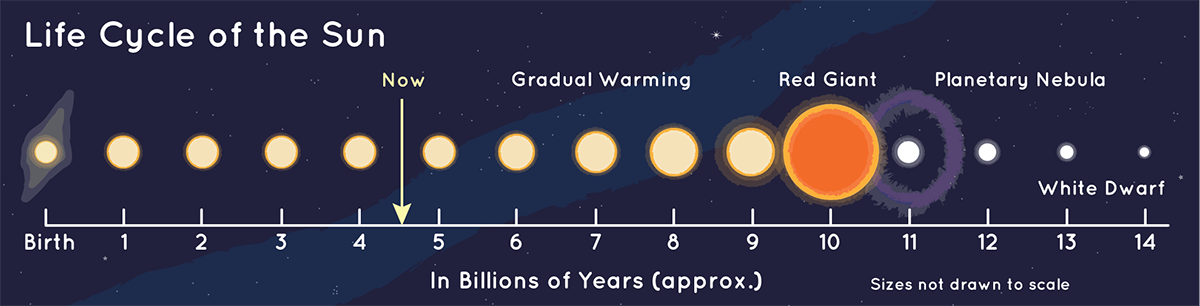 Life Cycle of the Sun
Now
Gradual Warming
Red Giant
Planetary Nebula
White Dwarf
Birth 1 2 3 4 5 6 7 8 9 10 11 12 13 14
In Billions of Years (approx.)
Sizes not drawn to scale